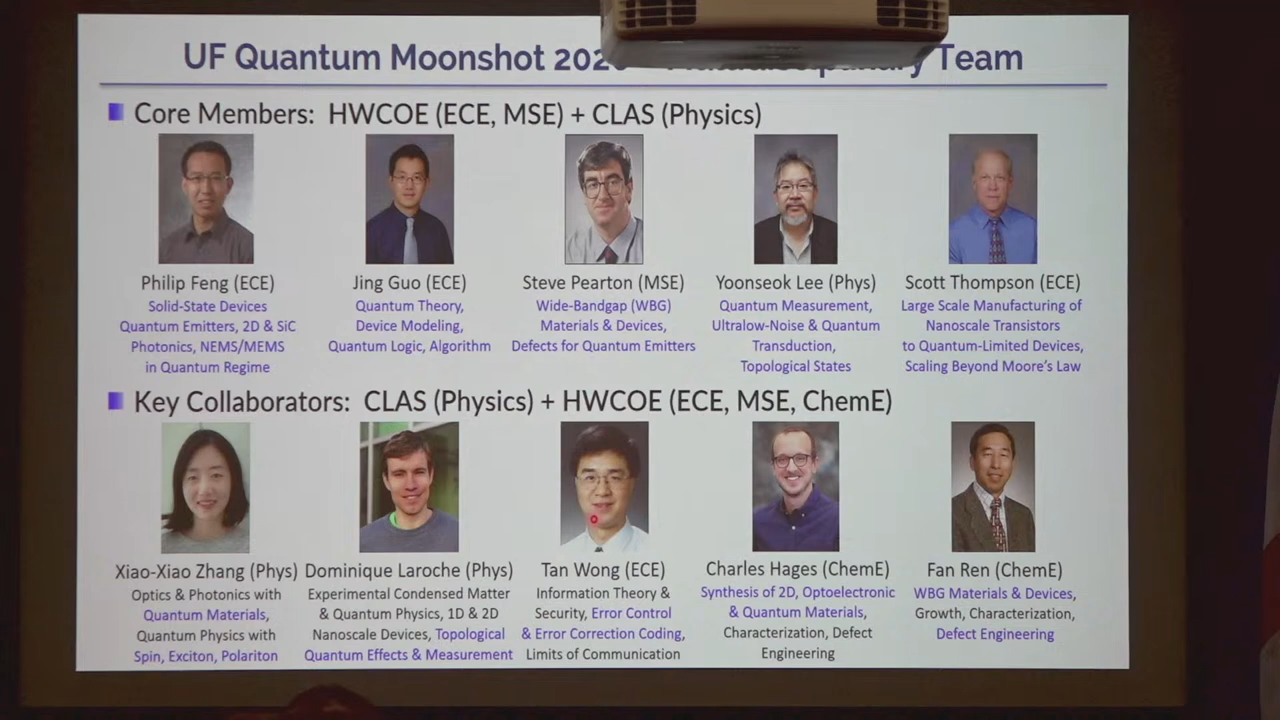 UF Quantum Moonshot 202 Team
Core Members: HWCOE (ECE, MSE) + CLAS (Physics)
Philip Feng (ECE)
Solid-State Devices
Quantum Emitters, 2D & SiC
Photonics, NEMS/MEMS
in Quantum Regime
Jing Guo (ECE)
Quantum Theory,
Device Modeling,
Quantum Logic, Algorithm
Steve Pearton (MSE)
Wide-Bandgap (WBG)
Materials & Devices,
Defects for Quantum Emitters
Yoonseok Lee (Phys)
Quantum Measurement,
Ultralow-Noise & Quantum
Transduction,
Topological States
Scott Thompson (ECE)
Large Scale Manufacturing of
Nanoscale Transistors
to Quantum-Limited Devices,
Scaling Beyond Moore's Law
Key Collaborators: CLAS (Physics) + HWCOE (ECE, MSE, ChemE)
Xiao-Xiao Zhang (Phys)
Optics & Photonics with
Quantum Materials,
Quantum Physics with
Spin, Exciton, Polariton
Dominique Laroche (Phys)
Experimental Condensed Matter
& Quantum Physics, 1D & 2D
Nanoscale Devices, Topological
Quantum Effects & Measurement
Tan Wong (ECE)
Information Theory &
Security, Error Control
& Error Correction Coding,
Limits of Communication
Charles Hages (ChemE)
Synthesis of 2D, Optoelectronic
& Quantum Materials,
Characterization, Defect
Engineering
Fan Ren (ChemE)
WBG Materials & Devices,
Growth, Characterization,
Defect Engineering